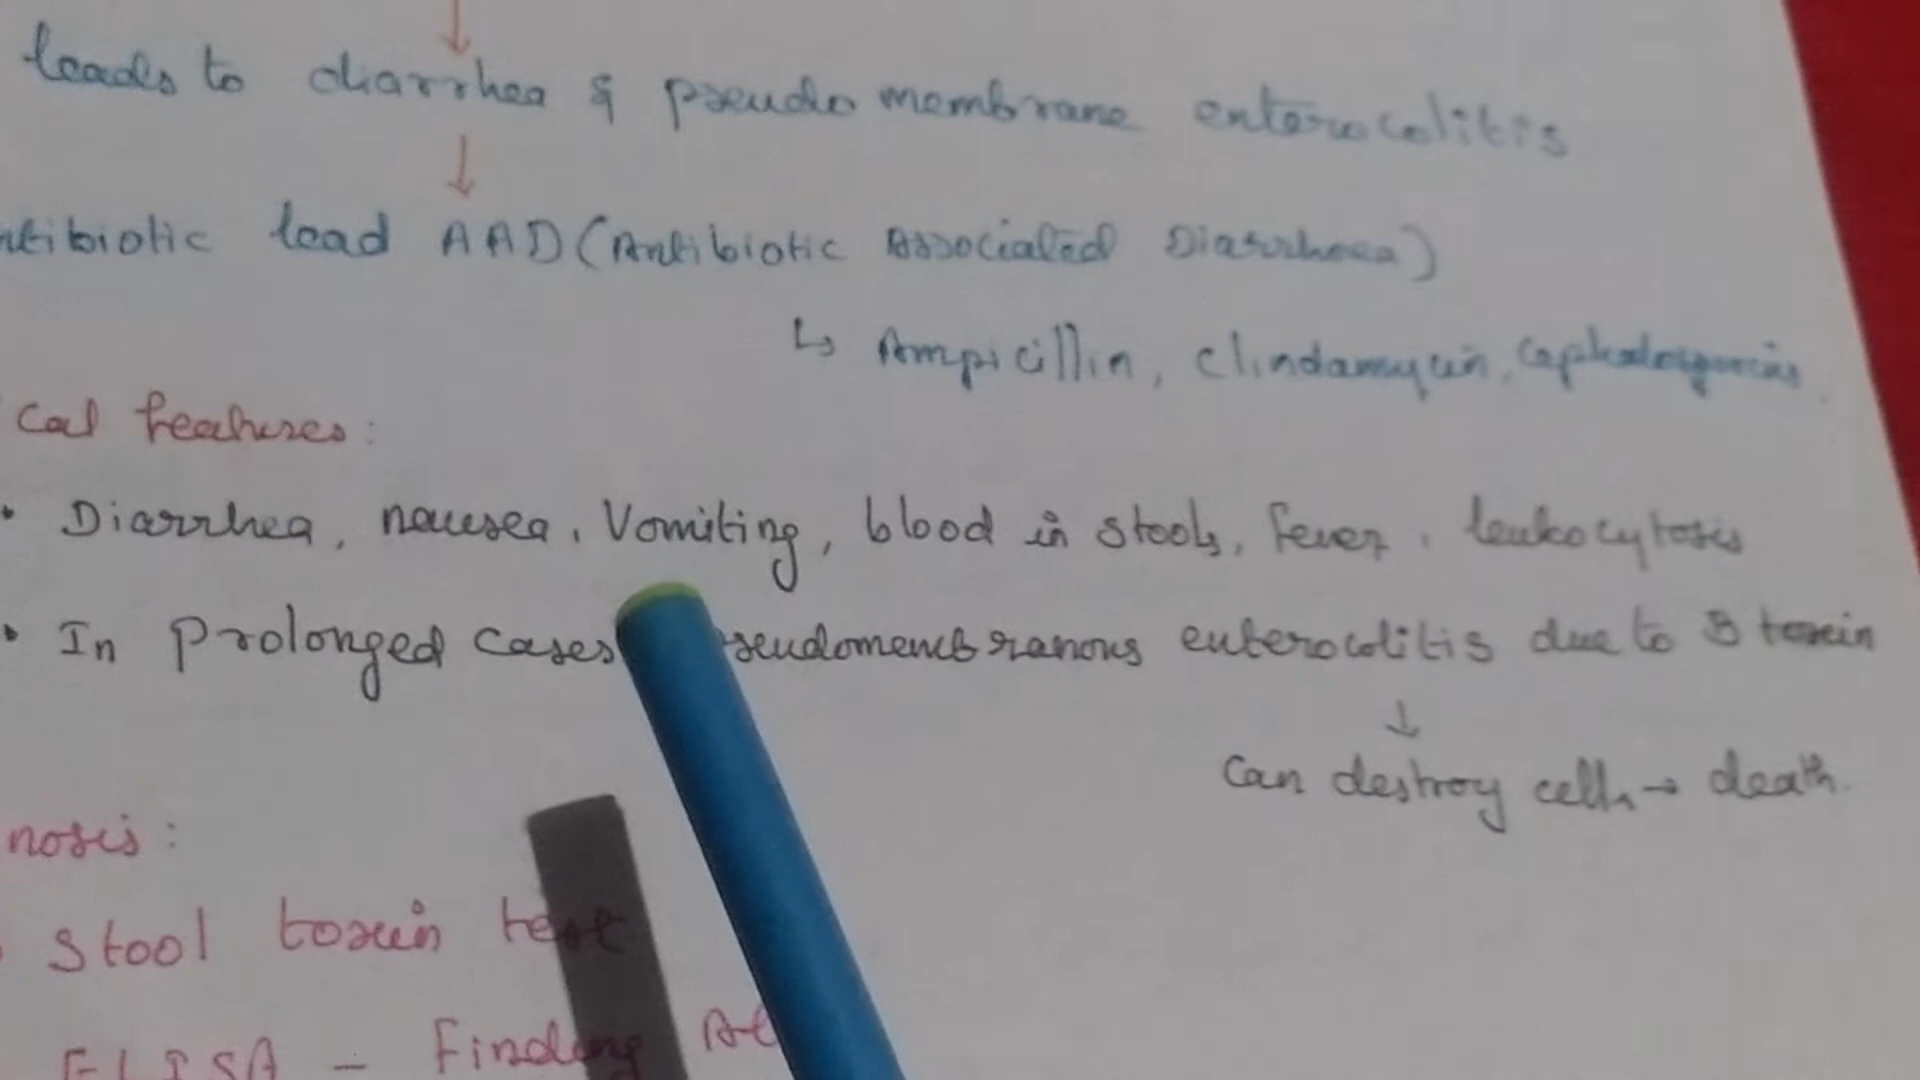 leads to diarrhea & pseudo membrane enterocolitis
ntibiotic lead AAD (Antibiotic Associated Diarrhoea)
↳ Ampicillin, Clindamycin, Cephalosporins
cal features:
• Diarrhea, nausea, Vomiting, blood in stools, fever, leukocytosis
• In prolonged cases seudomembranous enterocolitis due to B toxin
↓
Can destroy cells → death.
nosis:
Stool toxin test
ELISA - Finding